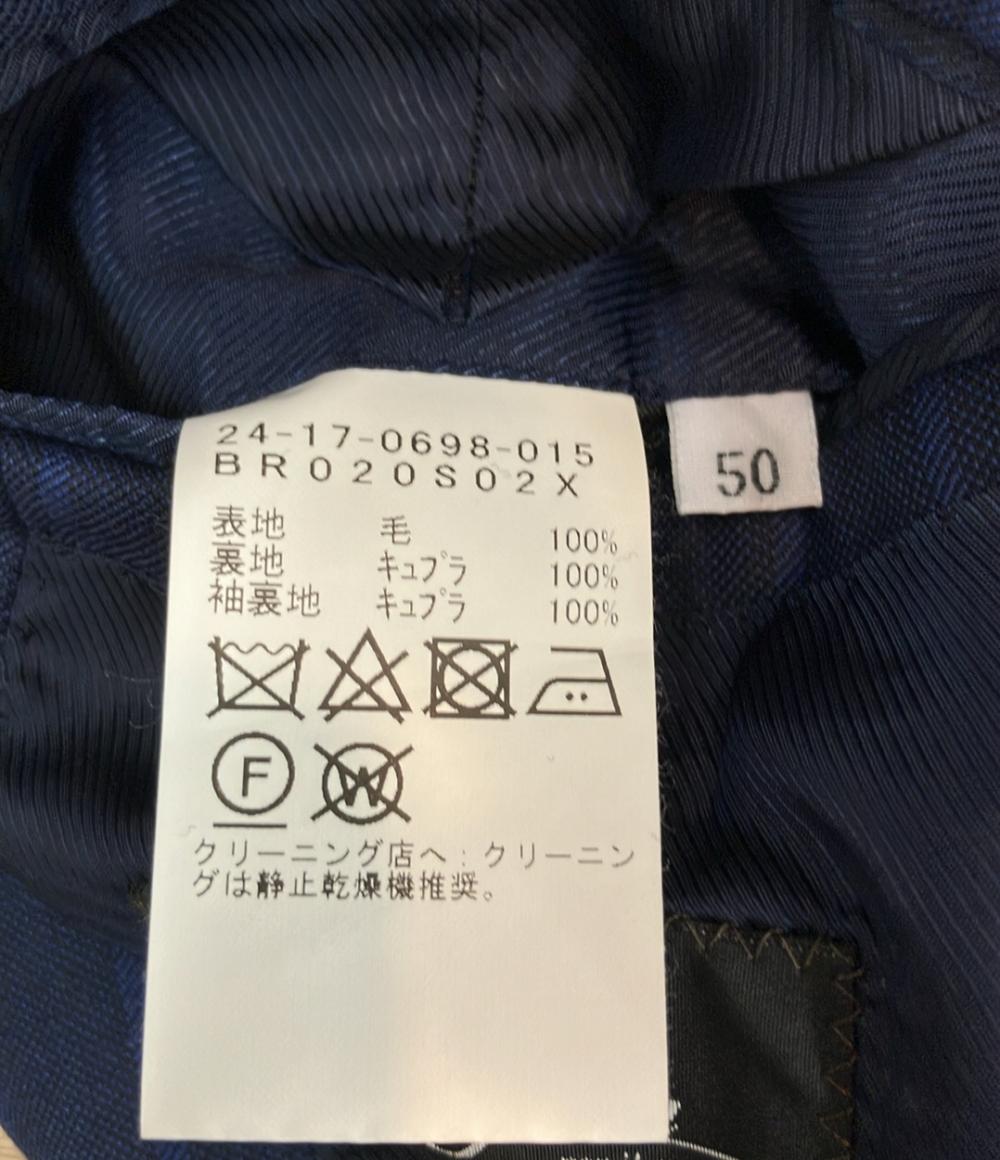 24-17-0698-015
BR020S02X
50
表地 毛 100%
裏地 キュプラ 100%
袖裏地 キュプラ 100%
F W
クリーニング店へ：クリーニン
グは静止乾燥機推奨。